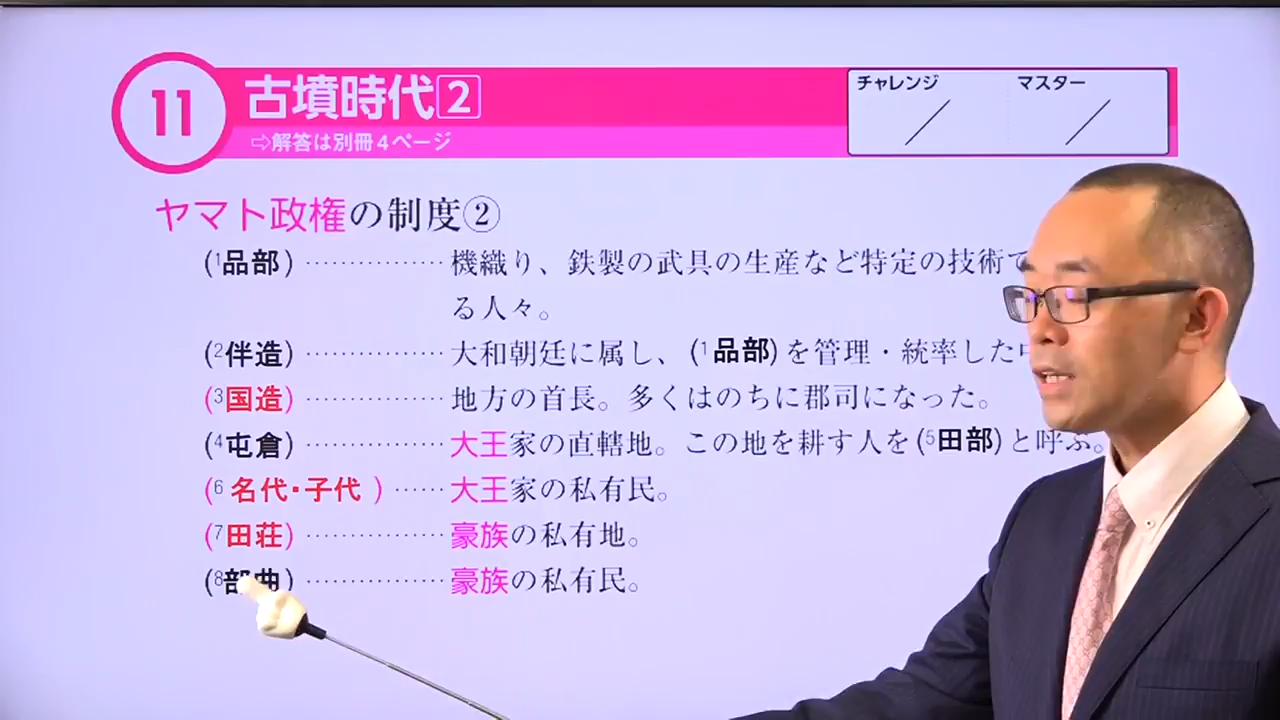 11
古墳時代2
⇨解答は別冊4ページ
チャレンジ
マスター
ヤマト政権の制度②
(1品部) ················ 機織り、鉄製の武具の生産など特定の技術で
る人々。
(2伴造) ················ 大和朝廷に属し、(1品部)を管理・統率した
(3国造) ················ 地方の首長。多くはのちに郡司になった。
(4屯倉) ················ 大王家の直轄地。この地を耕す人を(5田部)と呼ぶ。
(6名代・子代) ······ 大王家の私有民。
(7田荘) ················ 豪族の私有地。
(8部曲) ················ 豪族の私有民。